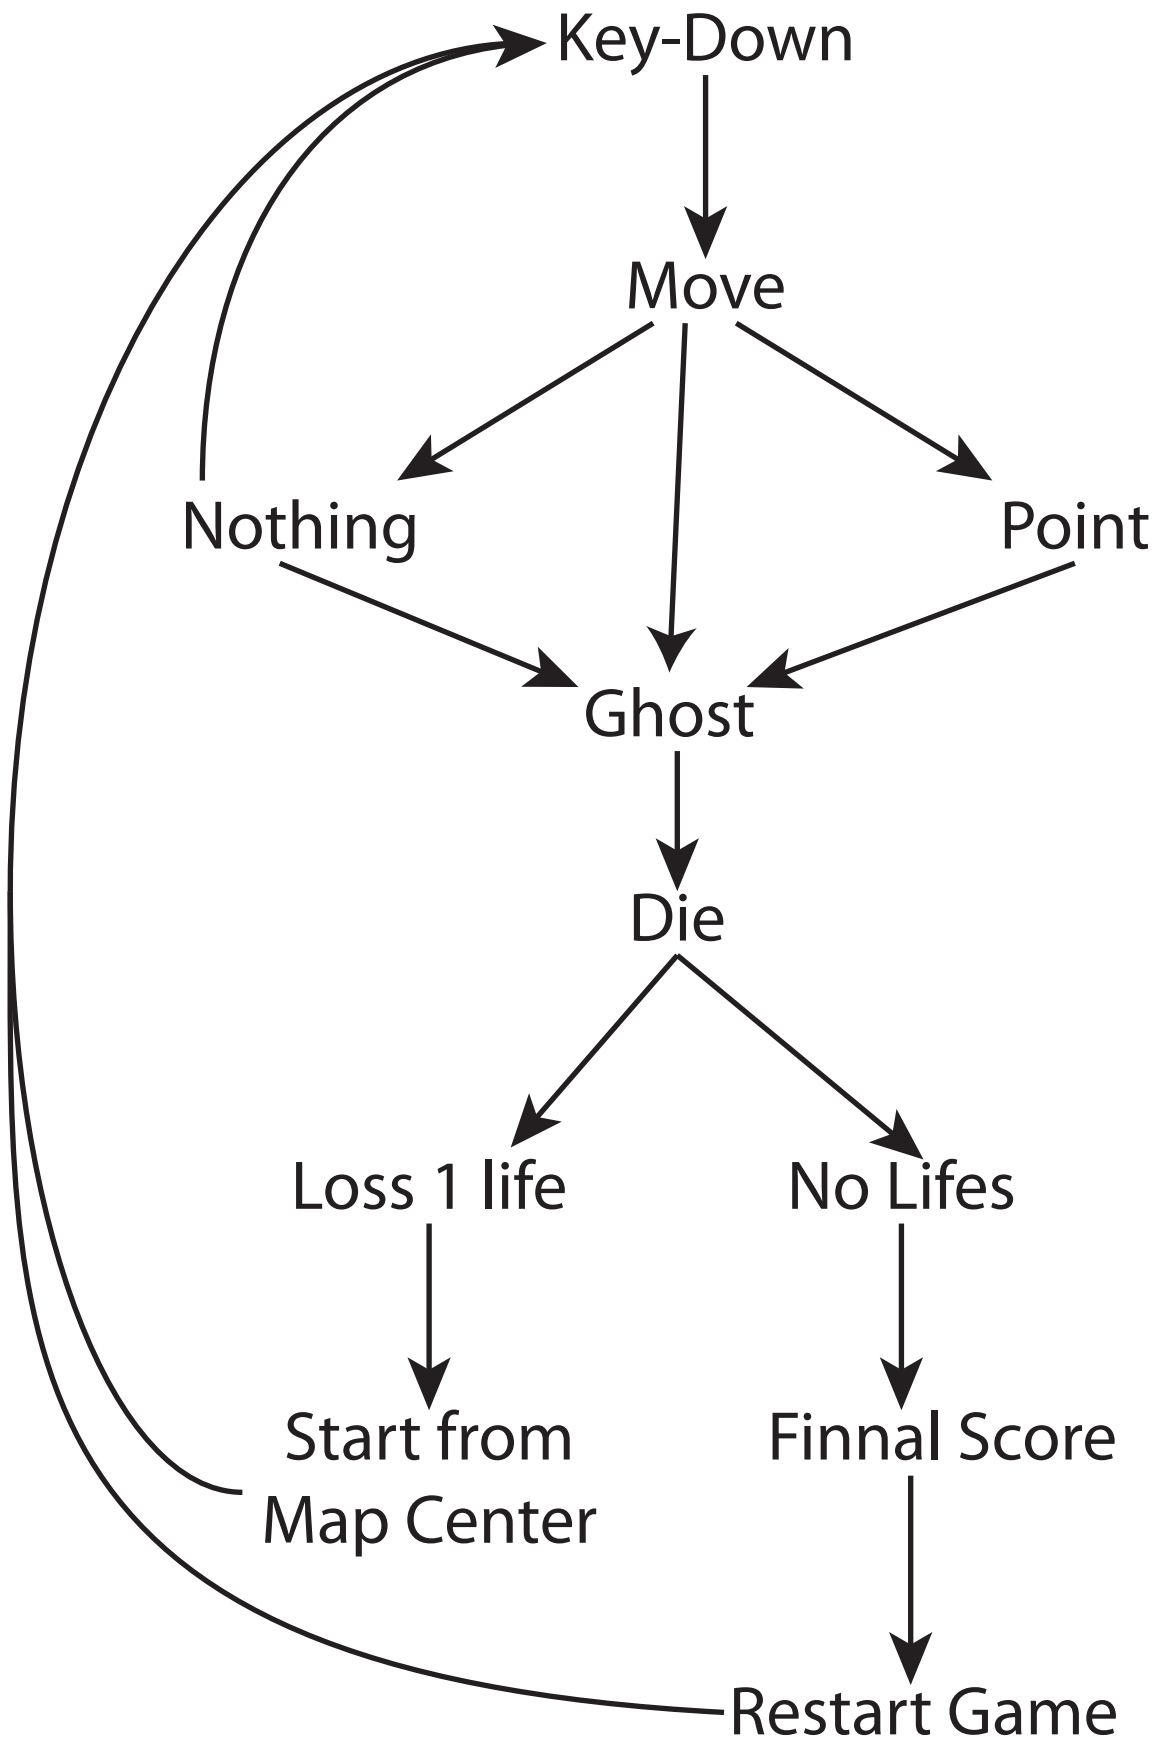 Key-Down
Move
Nothing
Point
Ghost
Die
Loss 1 life
No Lifes
Start from
Map Center
Finnal Score
Restart Game